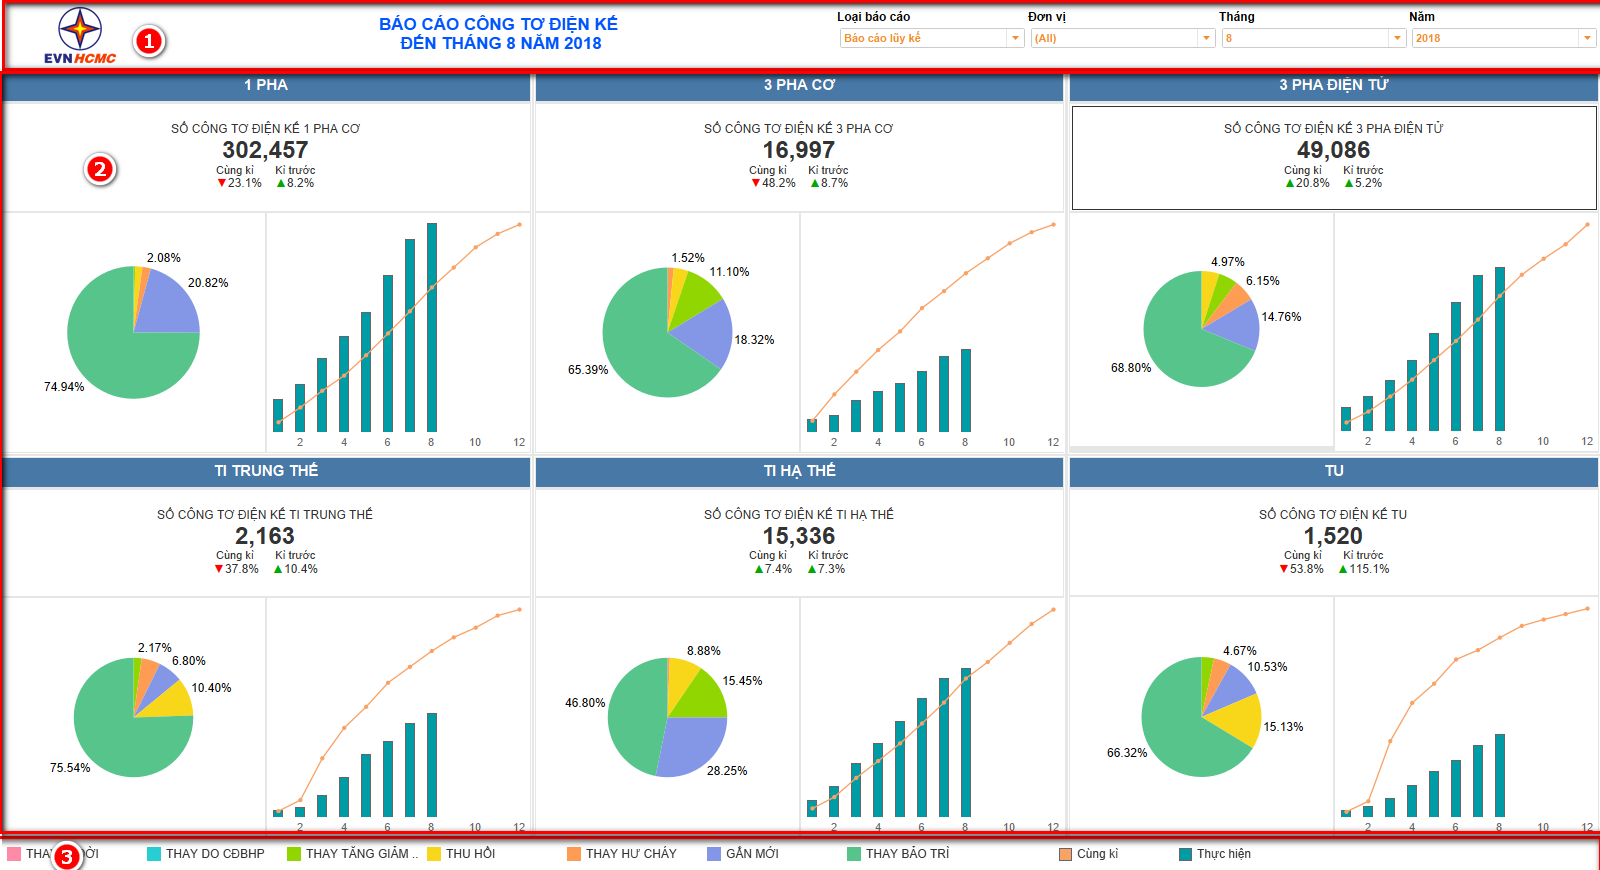 EVNHCMC
1
BÁO CÁO CÔNG TƠ ĐIỆN KẾ
ĐẾN THÁNG 8 NĂM 2018
Loại báo cáo
Đơn vị
Tháng
Năm
Báo cáo lũy kế
(All)
8
2018
1 PHA
3 PHA CƠ
3 PHA ĐIỆN TỬ
2
SỐ CÔNG TƠ ĐIỆN KẾ 1 PHA CƠ
302,457
Cùng kì Kì trước
▼23.1% ▲8.2%
SỐ CÔNG TƠ ĐIỆN KẾ 3 PHA CƠ
16,997
Cùng kì Kì trước
▼48.2% ▲8.7%
SỐ CÔNG TƠ ĐIỆN KẾ 3 PHA ĐIỆN TỬ
49,086
Cùng kì Kì trước
▲20.8% ▲5.2%
2.08%
20.82%
74.94%
2 4 6 8 10 12
1.52%
11.10%
18.32%
65.39%
2 4 6 8 10 12
4.97%
6.15%
14.76%
68.80%
2 4 6 8 10 12
TI TRUNG THẾ
TI HẠ THẾ
TU
SỐ CÔNG TƠ ĐIỆN KẾ TI TRUNG THẾ
2,163
Cùng kì Kì trước
▼37.8% ▲10.4%
SỐ CÔNG TƠ ĐIỆN KẾ TI HẠ THẾ
15,336
Cùng kì Kì trước
▲7.4% ▲7.3%
SỐ CÔNG TƠ ĐIỆN KẾ TU
1,520
Cùng kì Kì trước
▼53.8% ▲115.1%
2.17%
6.80%
10.40%
75.54%
2 4 6 8 10 12
8.88%
15.45%
46.80%
28.25%
2 4 6 8 10 12
4.67%
10.53%
15.13%
66.32%
2 4 6 8 10 12
3
THAY DO CĐBHP
THAY TĂNG GIẢM ..
THU HỒI
THAY HƯ CHÁY
GẮN MỚI
THAY BẢO TRÌ
Cùng kì
Thực hiện